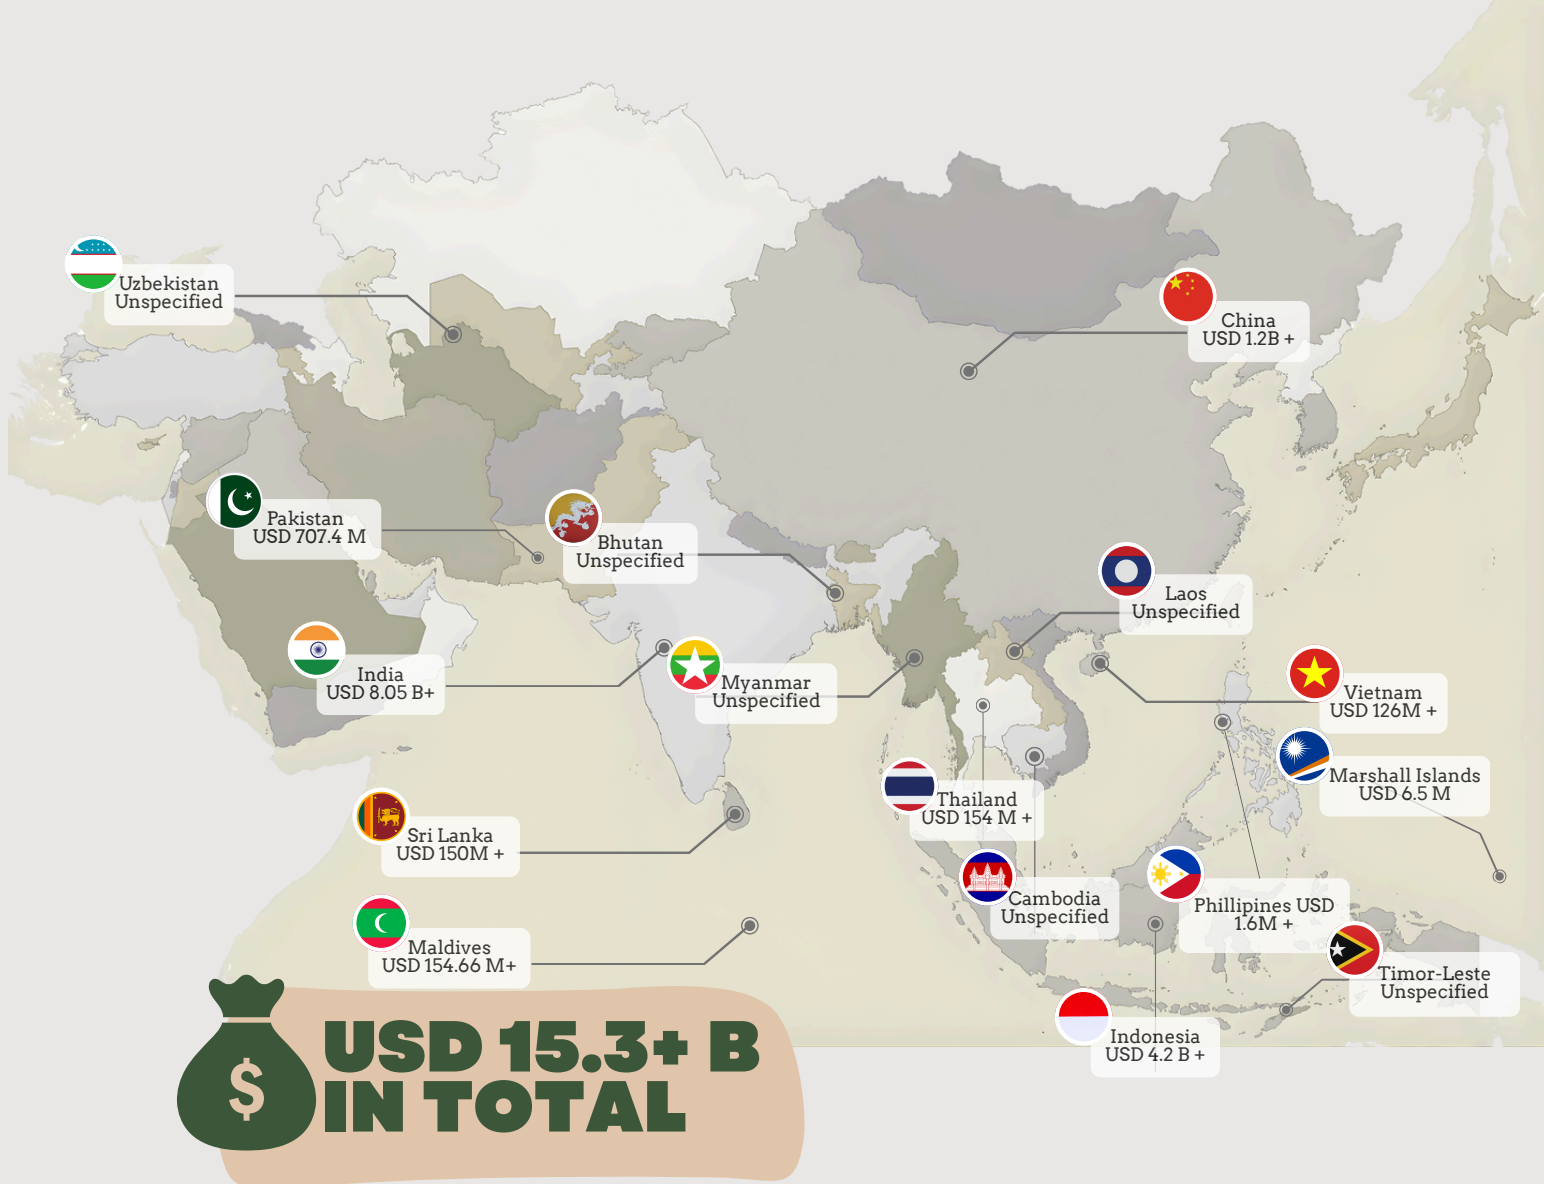 Uzbekistan
Unspecified
China
USD 1.2B +
Pakistan
USD 707.4 M
Bhutan
Unspecified
Laos
Unspecified
India
USD 8.05 B+
Myanmar
Unspecified
Vietnam
USD 126M +
Marshall Islands
USD 6.5 M
Thailand
USD 154 M +
Sri Lanka
USD 150M +
Cambodia
Unspecified
Phillipines USD
1.6M +
Maldives
USD 154.66 M+
Timor-Leste
Unspecified
Indonesia
USD 4.2 B +
$
USD 15.3+ B
IN TOTAL